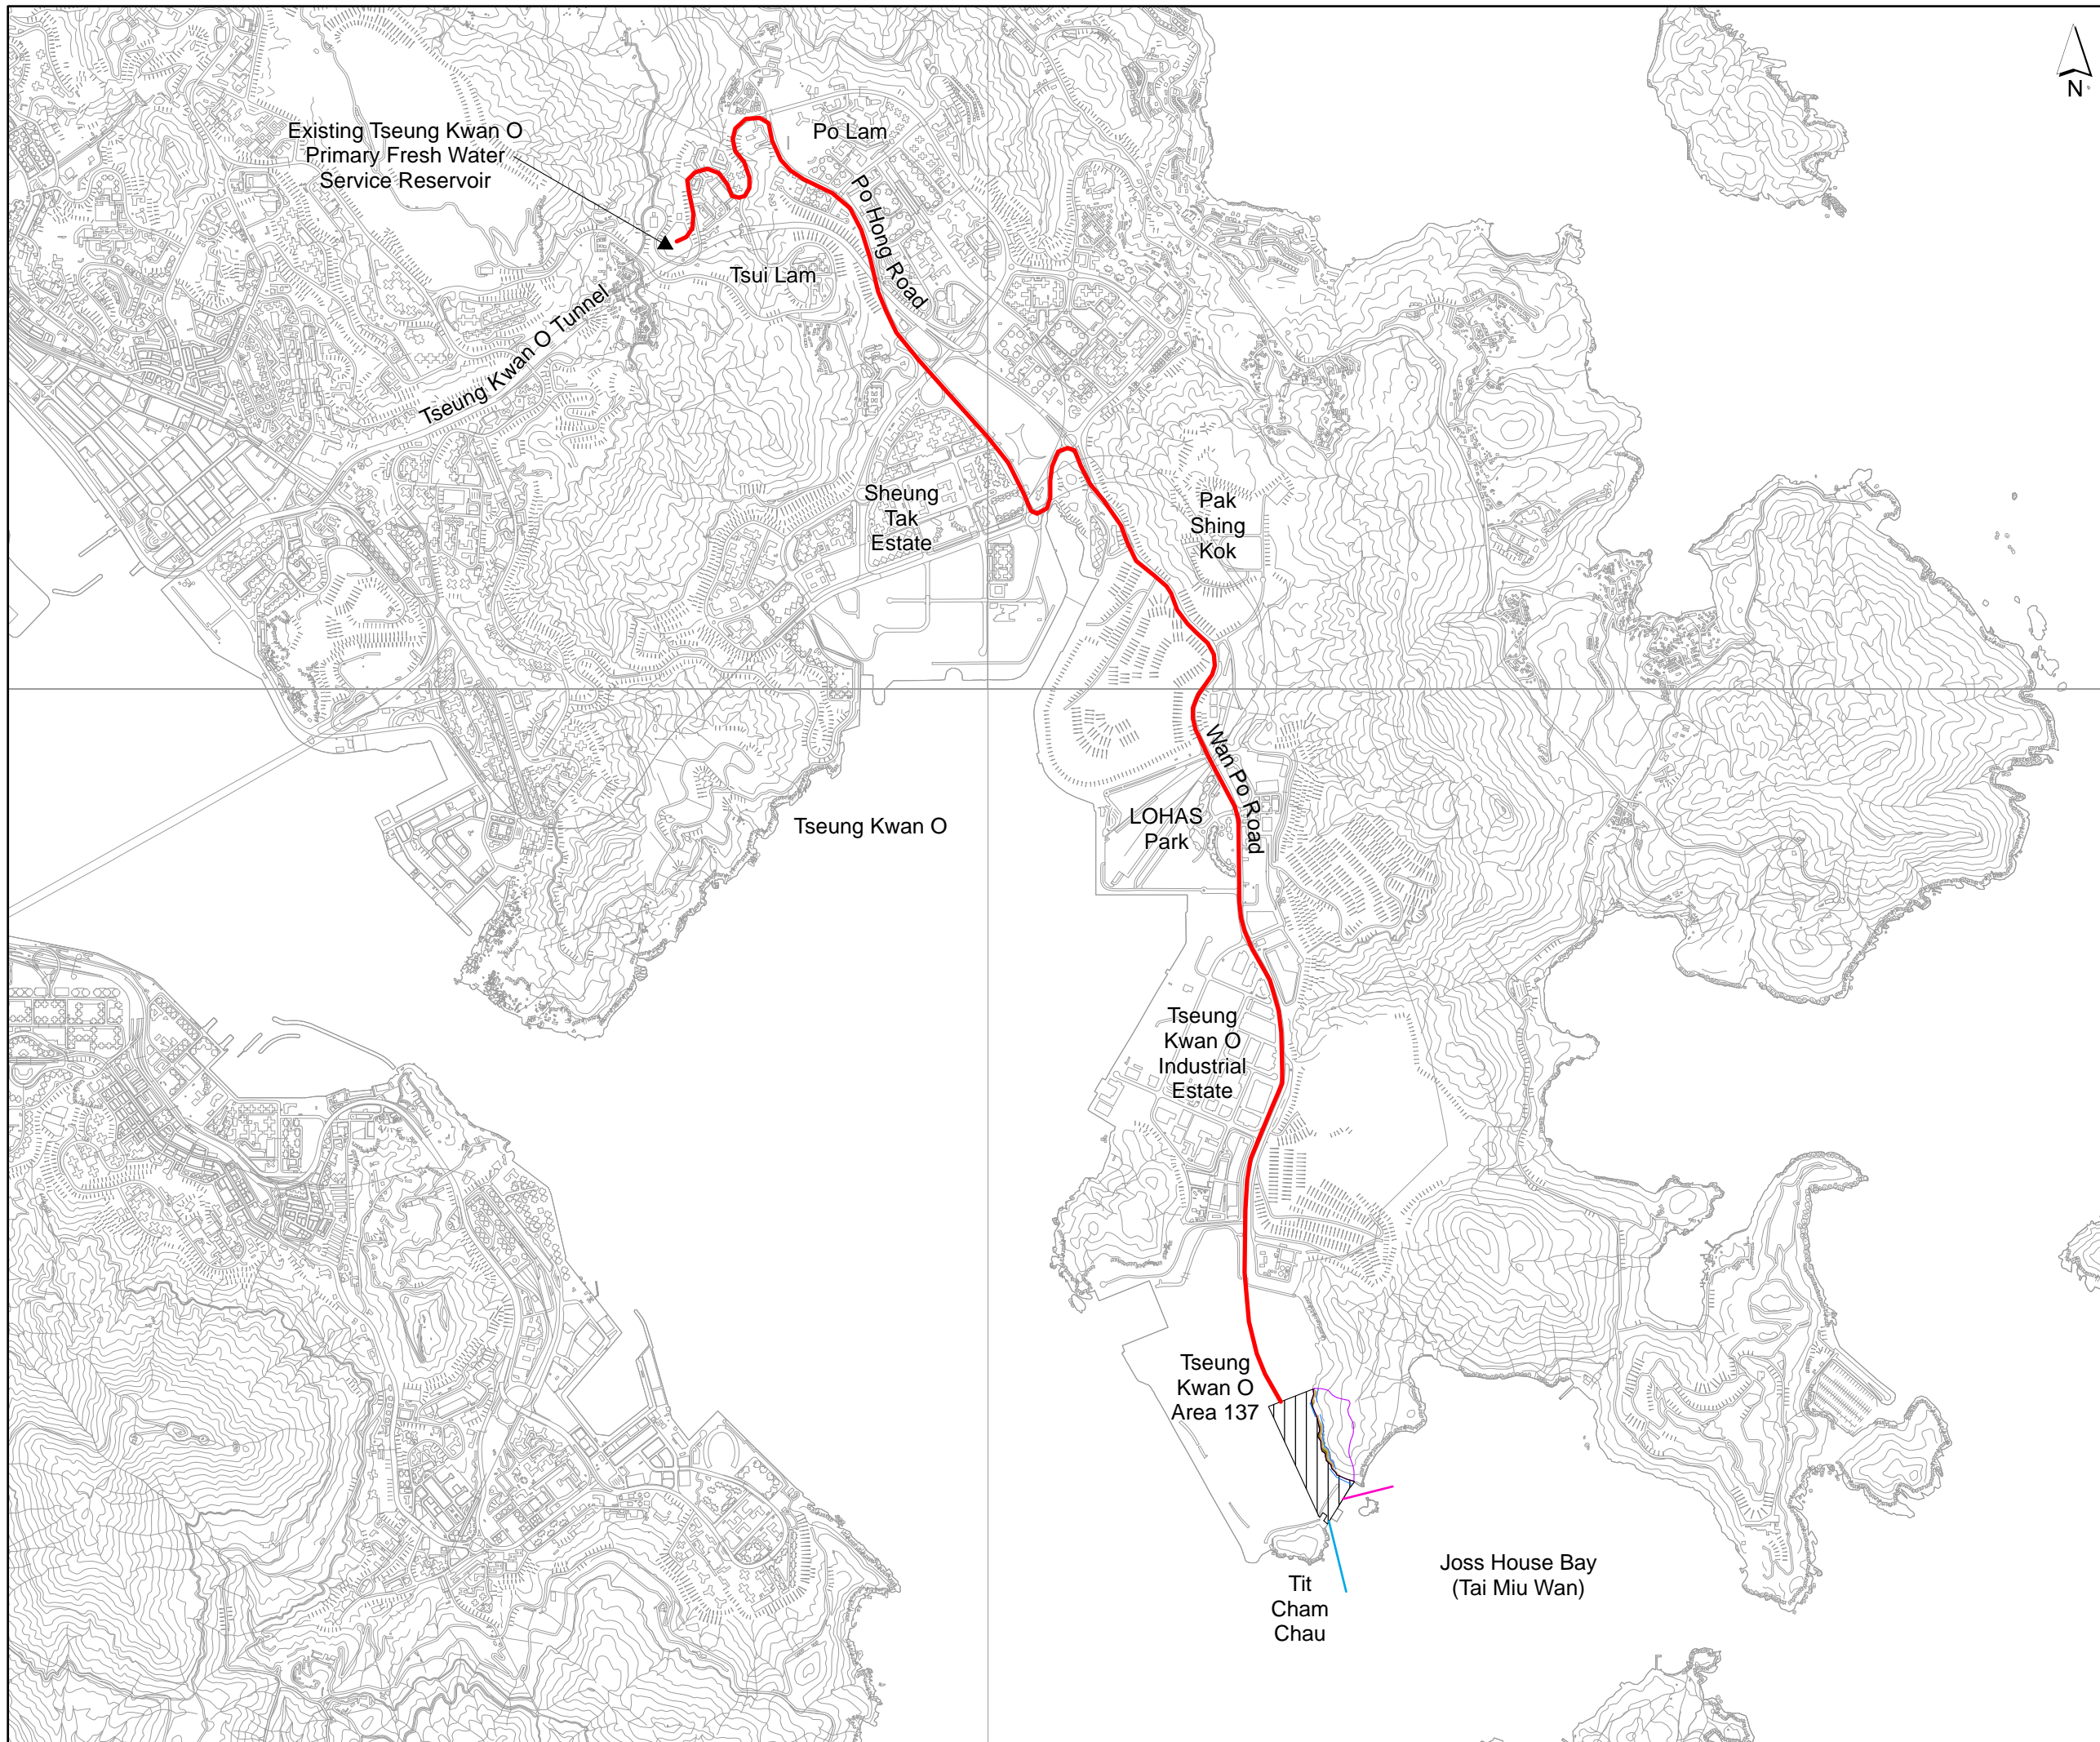 N
Existing Tseung Kwan O
Primary Fresh Water
Service Reservoir
Po Lam
Po Hong Road
Tsui Lam
Tseung Kwan O Tunnel
Sheung
Tak
Estate
Pak
Shing
Kok
Wan Po Road
LOHAS
Park
Tseung Kwan O
Tseung
Kwan O
Industrial
Estate
Tseung
Kwan O
Area 137
Joss House Bay
(Tai Miu Wan)
Tit
Cham
Chau